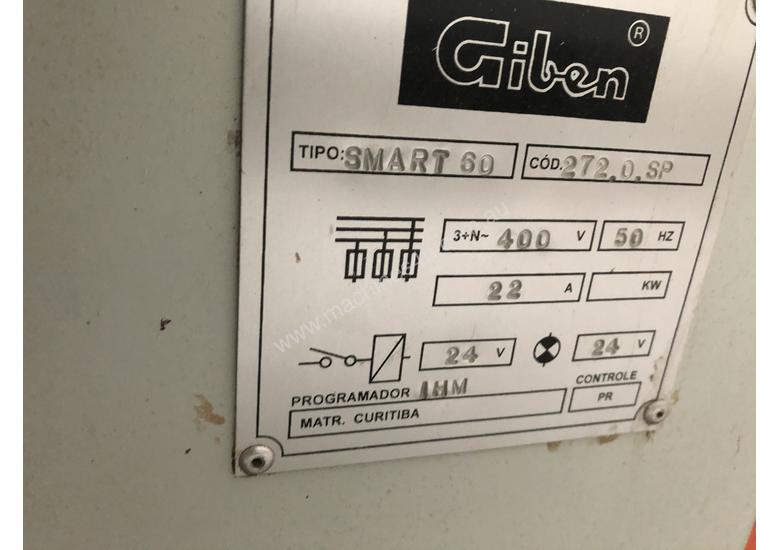 Giben ®
TIPO: SMART 60 CÓD. 272.0.SP
3÷N~ 400 V 50 HZ
22 A KW
24 V 24 V
PROGRAMADOR IHM CONTROLE
MATR. CURITIBA PR